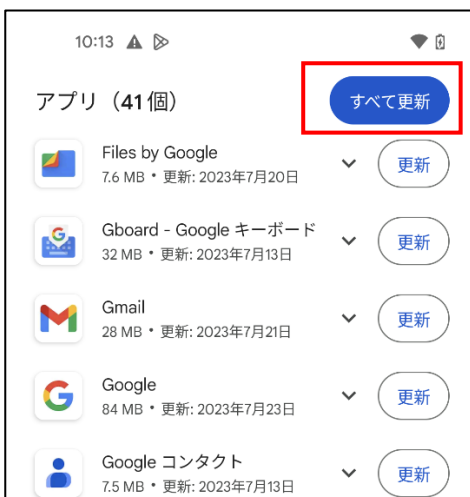 10:13
アプリ（41個）
すべて更新
Files by Google
7.6 MB • 更新: 2023年7月20日
更新
Gboard - Google キーボード
32 MB • 更新: 2023年7月13日
更新
Gmail
28 MB • 更新: 2023年7月21日
更新
Google
84 MB • 更新: 2023年7月23日
更新
Google コンタクト
7.5 MB • 更新: 2023年7月13日
更新